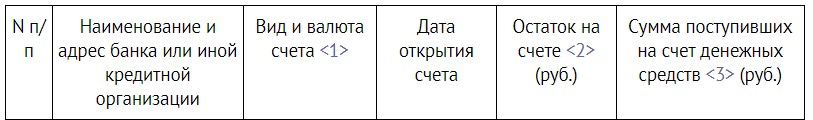 N п/
п
Наименование и
адрес банка или иной
кредитной
организации
Вид и валюта
счета <1>
Дата
открытия
счета
Остаток на
счете <2>
(руб.)
Сумма поступивших
на счет денежных
средств <3> (руб.)